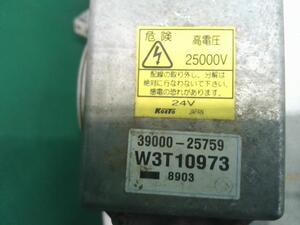 危険 高電圧
25000V
配線の取り外し、分解は
絶対に行なわないで下さい。
感電の恐れがあります。
24V
KOITO JAPAN
39000-25759
W3T10973
8903